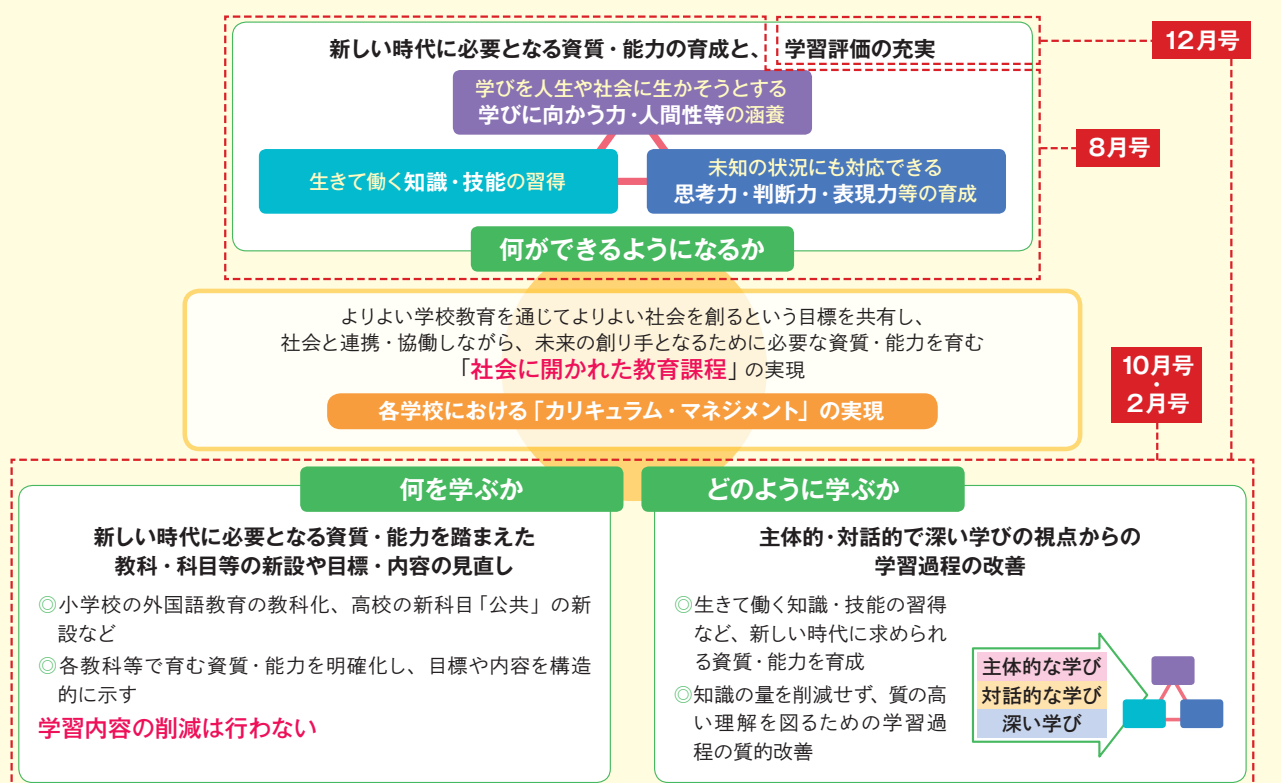 新しい時代に必要となる資質・能力の育成と、学習評価の充実
12月号
学びを人生や社会に生かそうとする
学びに向かう力・人間性等の涵養
8月号
生きて働く知識・技能の習得
未知の状況にも対応できる
思考力・判断力・表現力等の育成
何ができるようになるか
よりよい学校教育を通じてよりよい社会を創るという目標を共有し、
社会と連携・協働しながら、未来の創り手となるために必要な資質・能力を育む
「社会に開かれた教育課程」の実現
各学校における「カリキュラム・マネジメント」の実現
10月号
・
2月号
何を学ぶか
新しい時代に必要となる資質・能力を踏まえた
教科・科目等の新設や目標・内容の見直し
◎小学校の外国語教育の教科化、高校の新科目「公共」の新
設など
◎各教科等で育む資質・能力を明確化し、目標や内容を構造
的に示す
学習内容の削減は行わない
どのように学ぶか
主体的・対話的で深い学びの視点からの
学習過程の改善
◎生きて働く知識・技能の習得
など、新しい時代に求められ
る資質・能力を育成
◎知識の量を削減せず、質の高
い理解を図るための学習過
程の質的改善
主体的な学び
対話的な学び
深い学び